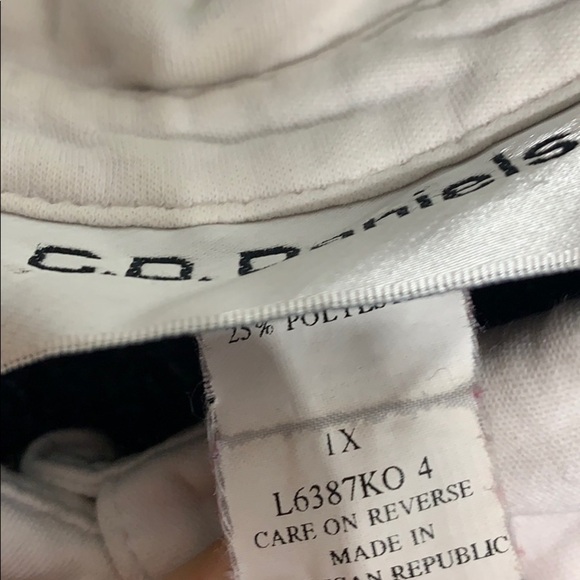 C.D. Daniels
25%
1X
L6387KO 4
CARE ON REVERSE
MADE IN
REPUBLIC